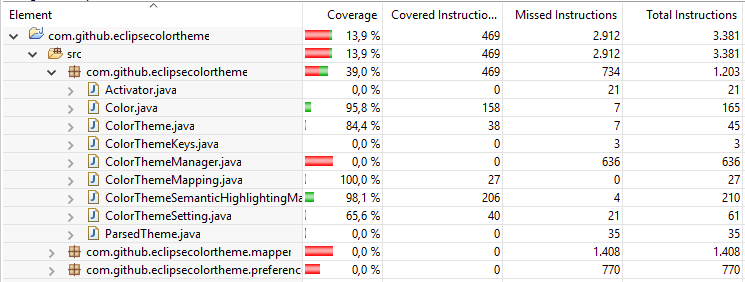 Element Coverage Covered Instructio... Missed Instructions Total Instructions
com.github.eclipsecolortheme 13,9 % 469 2.912 3.381
src 13,9 % 469 2.912 3.381
com.github.eclipsecolortheme 39,0 % 469 734 1.203
Activator.java 0,0 % 0 21 21
Color.java 95,8 % 158 7 165
ColorTheme.java 84,4 % 38 7 45
ColorThemeKeys.java 0,0 % 0 3 3
ColorThemeManager.java 0,0 % 0 636 636
ColorThemeMapping.java 100,0 % 27 0 27
ColorThemeSemanticHighlightingMa 98,1 % 206 4 210
ColorThemeSetting.java 65,6 % 40 21 61
ParsedTheme.java 0,0 % 0 35 35
com.github.eclipsecolortheme.mapper 0,0 % 0 1.408 1.408
com.github.eclipsecolortheme.preferenc 0,0 % 0 770 770